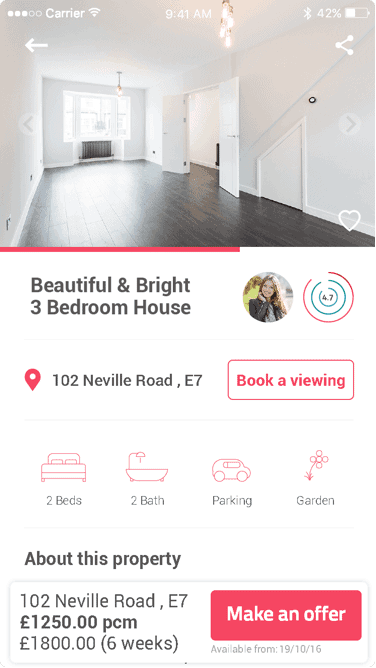 Carrier 9:41 AM 42%
Beautiful & Bright
3 Bedroom House
4.7
102 Neville Road , E7
Book a viewing
2 Beds
2 Bath
Parking
Garden
About this property
102 Neville Road , E7
£1250.00 pcm
£1800.00 (6 weeks)
Make an offer
Available from: 19/10/16